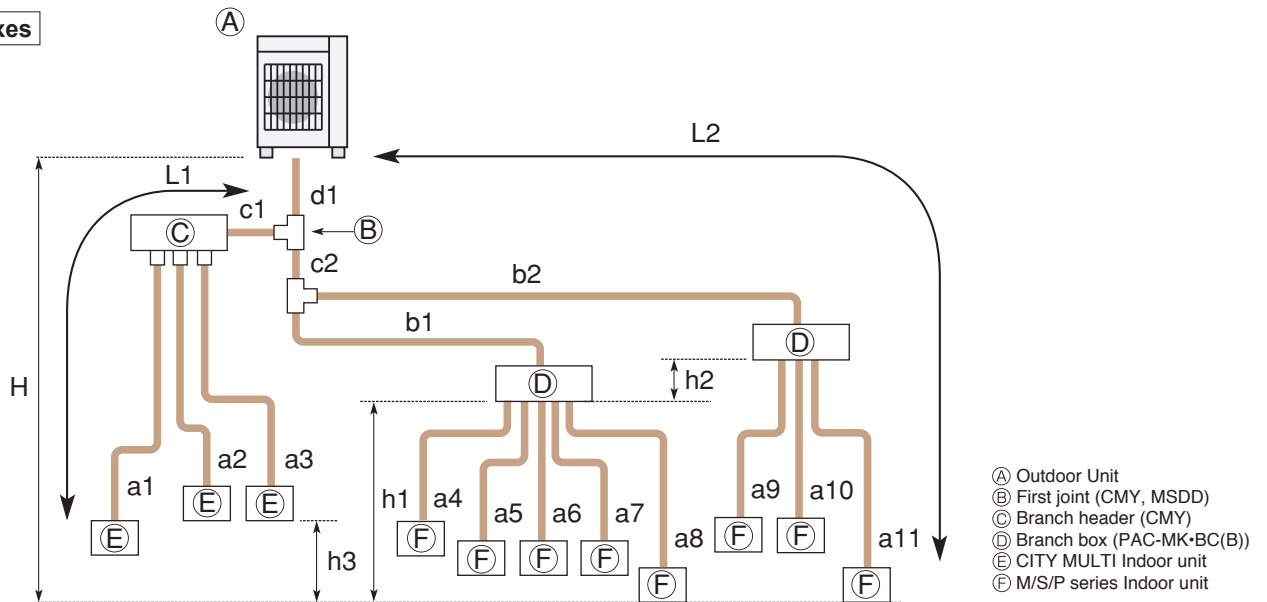 xes
A
L2
L1
d1
c1
B
C
c2
b2
b1
D
D
h2
H
a1
a2
a3
h1
a4
a5
a6
a7
a8
a9
a10
a11
E
E
E
h3
F
F
F
F
F
F
F
F
Ⓐ Outdoor Unit
Ⓑ First joint (CMY, MSDD)
Ⓒ Branch header (CMY)
Ⓓ Branch box (PAC-MK•BC(B))
Ⓔ CITY MULTI Indoor unit
Ⓕ M/S/P series Indoor unit